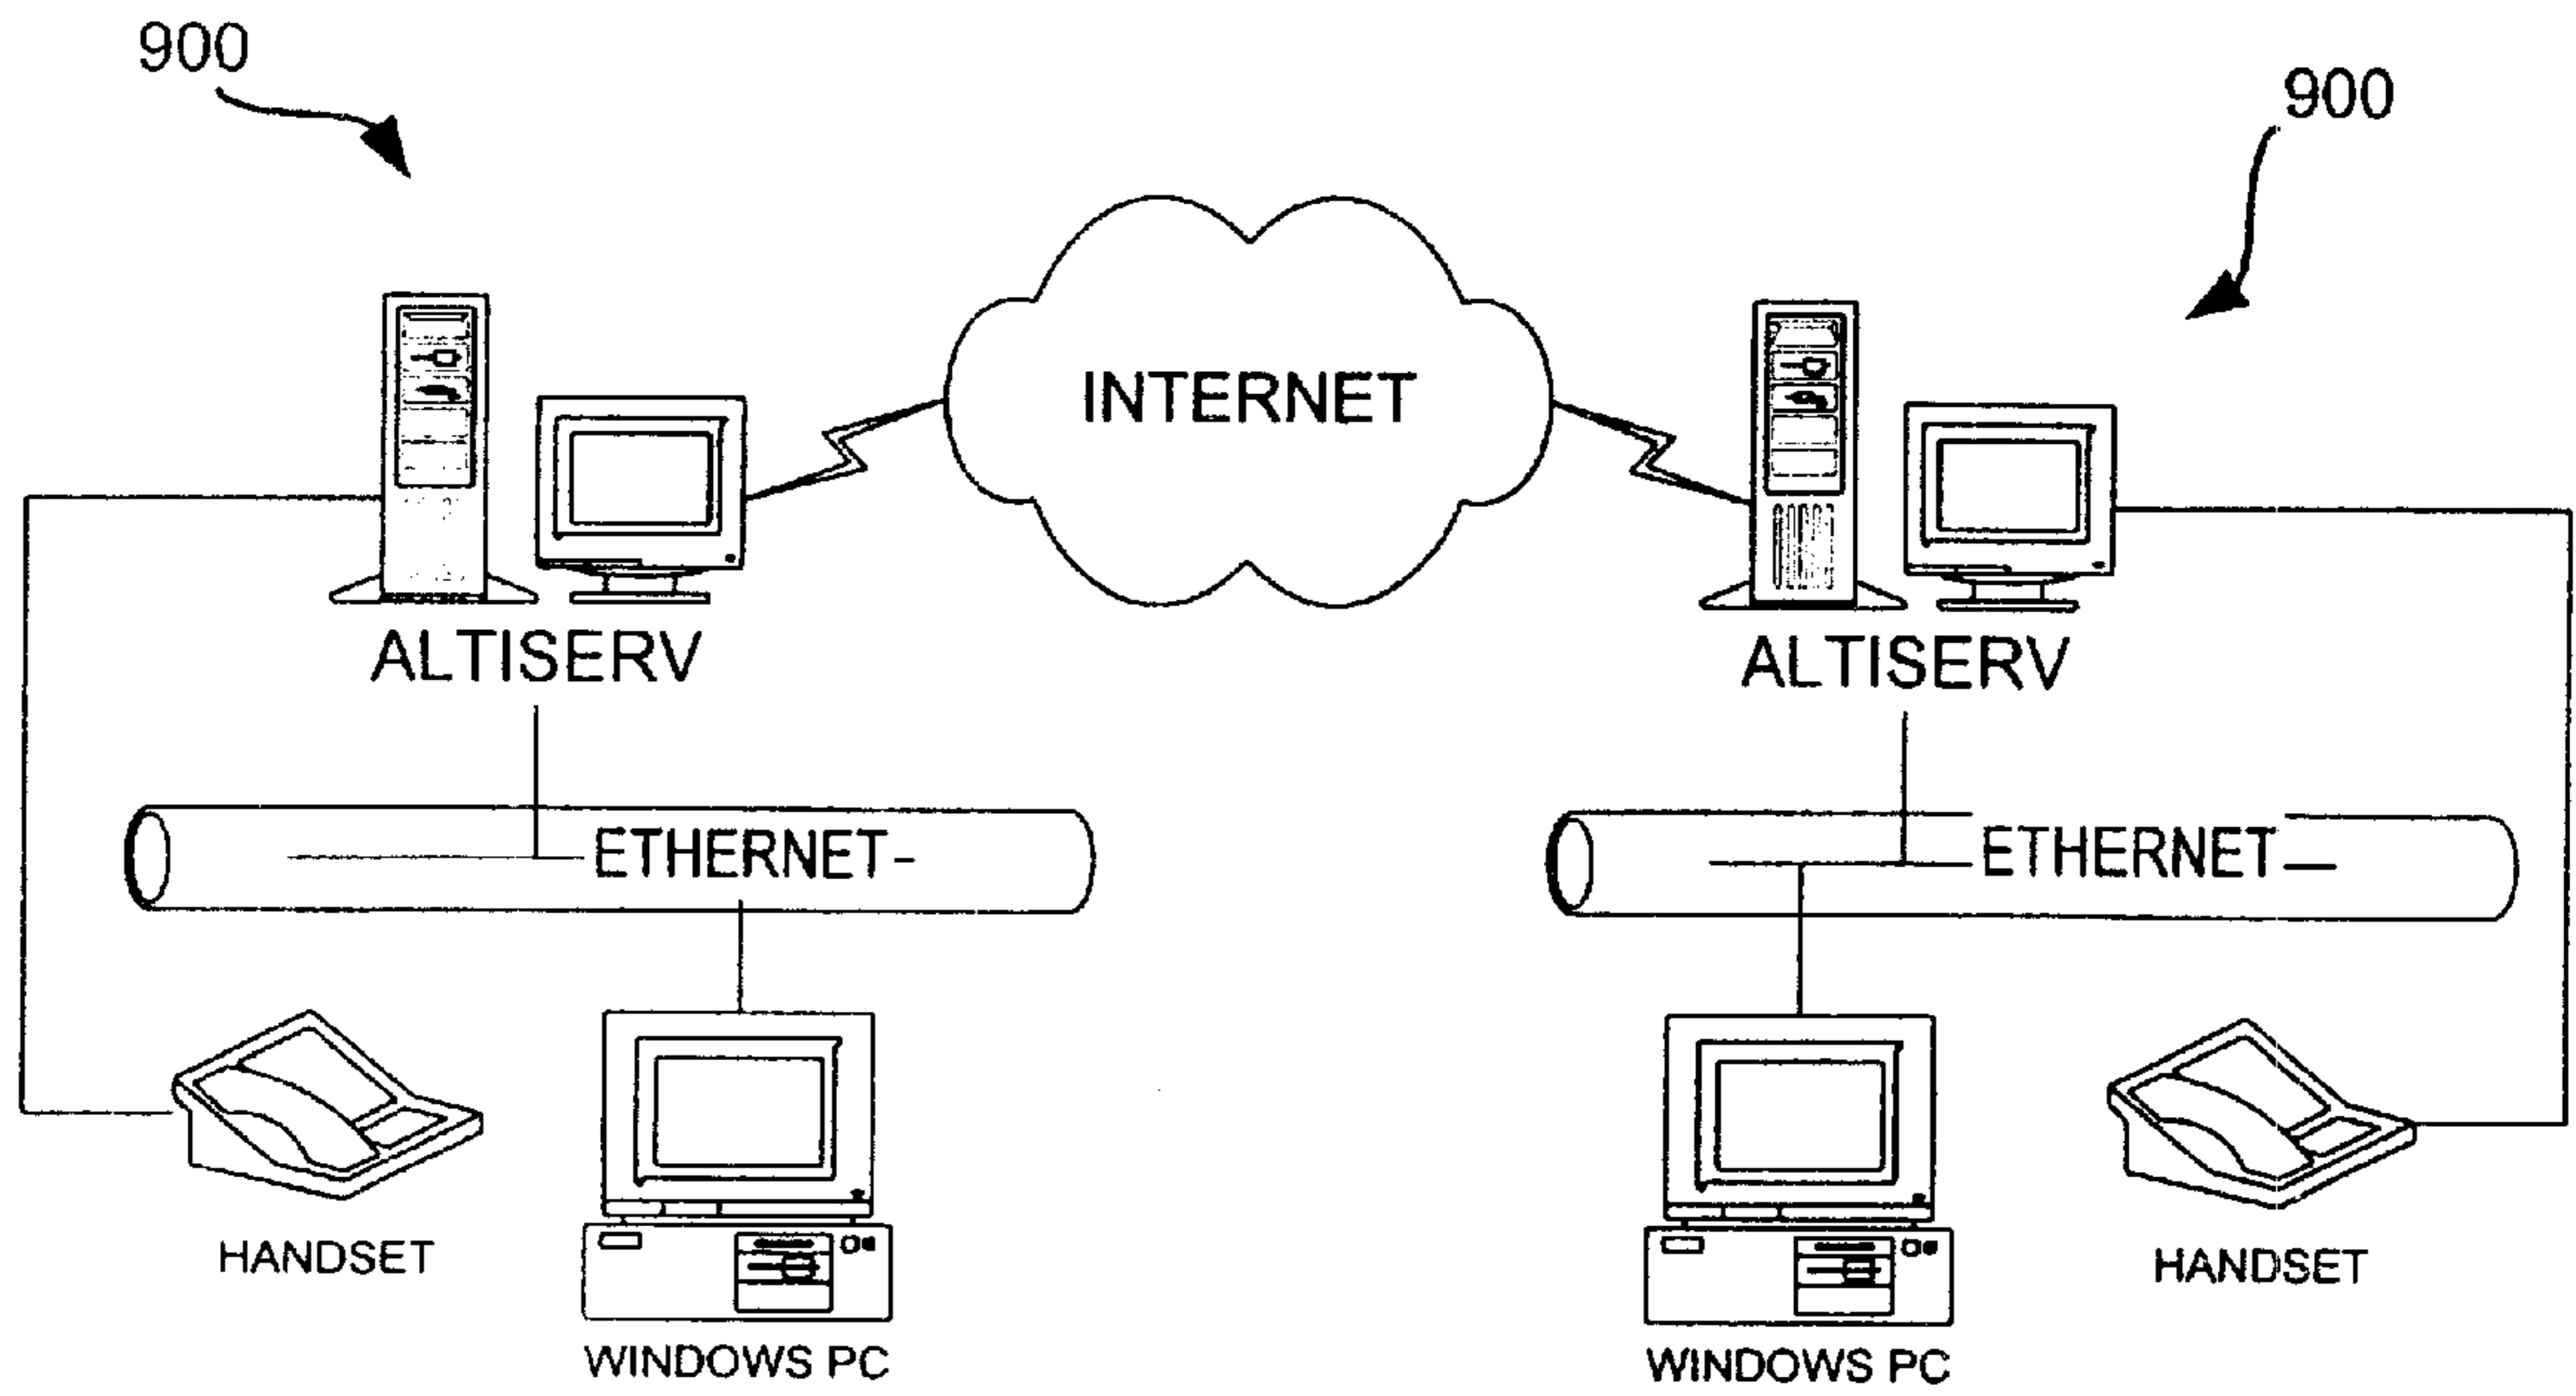 900
900
INTERNET
ALTISERV
ALTISERV
ETHERNET
ETHERNET
HANDSET
HANDSET
WINDOWS PC
WINDOWS PC